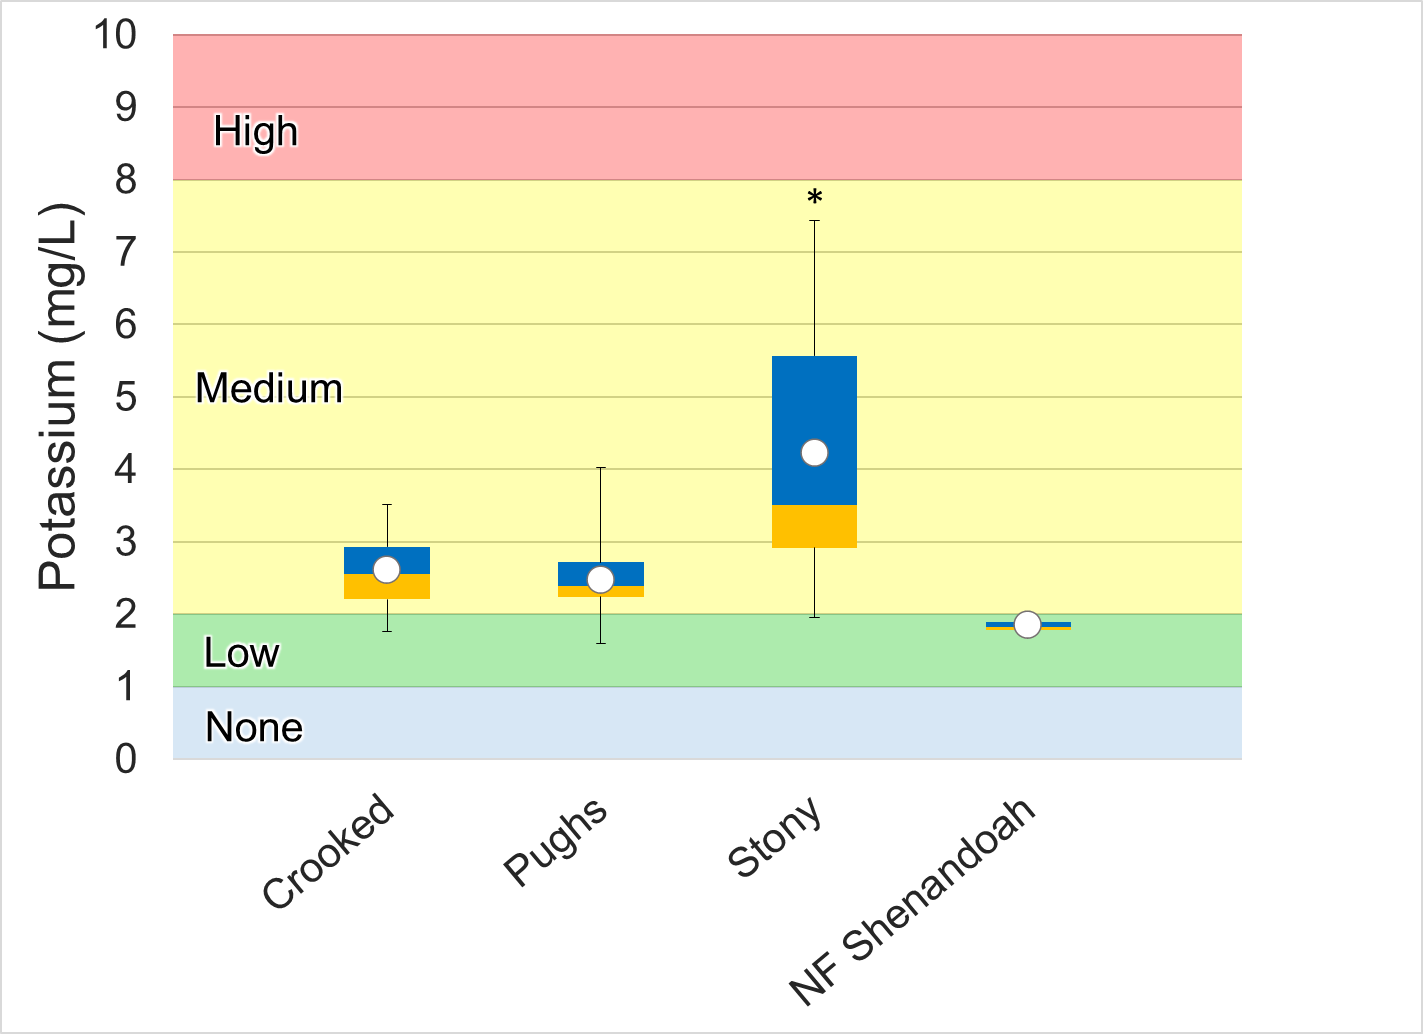 10
9
High
8
*
7
6
Medium
5
4
3
2
Low
1
None
0
Potassium (mg/L)
Crooked
Pughs
Stony
NF Shenandoah